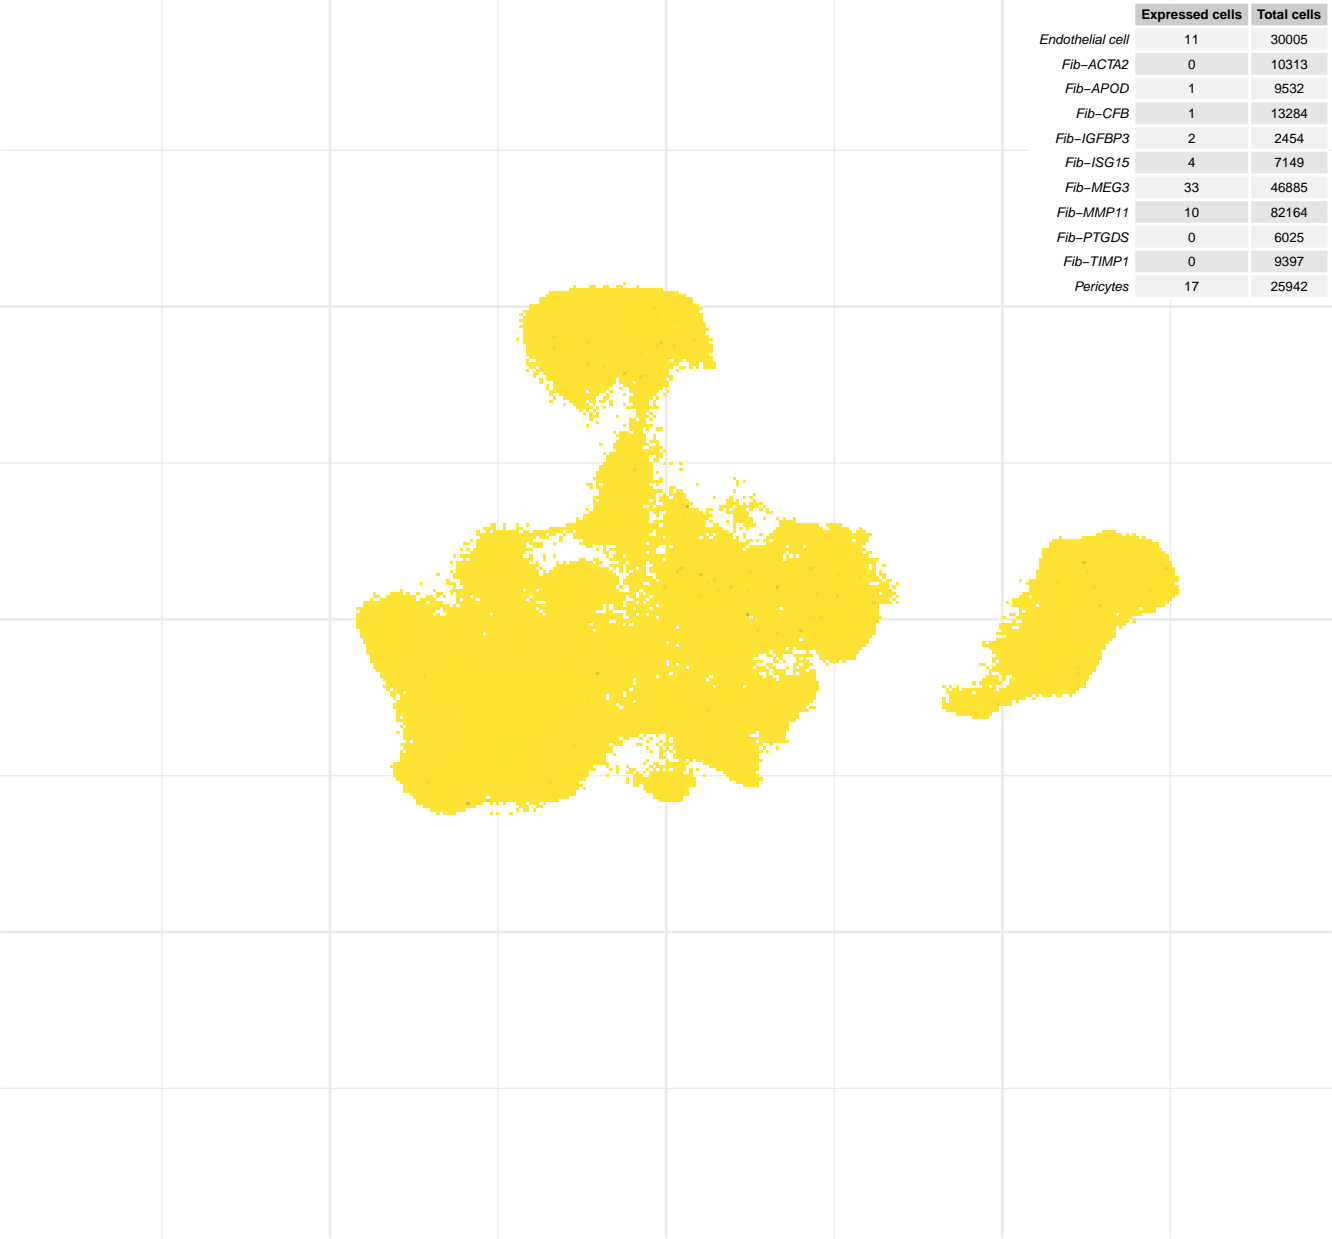 Expressed cells Total cells
Endothelial cell 11 30005
Fib−ACTA2 0 10313
Fib−APOD 1 9532
Fib−CFB 1 13284
Fib−IGFBP3 2 2454
Fib−ISG15 4 7149
Fib−MEG3 33 46885
Fib−MMP11 10 82164
Fib−PTGDS 0 6025
Fib−TIMP1 0 9397
Pericytes 17 25942